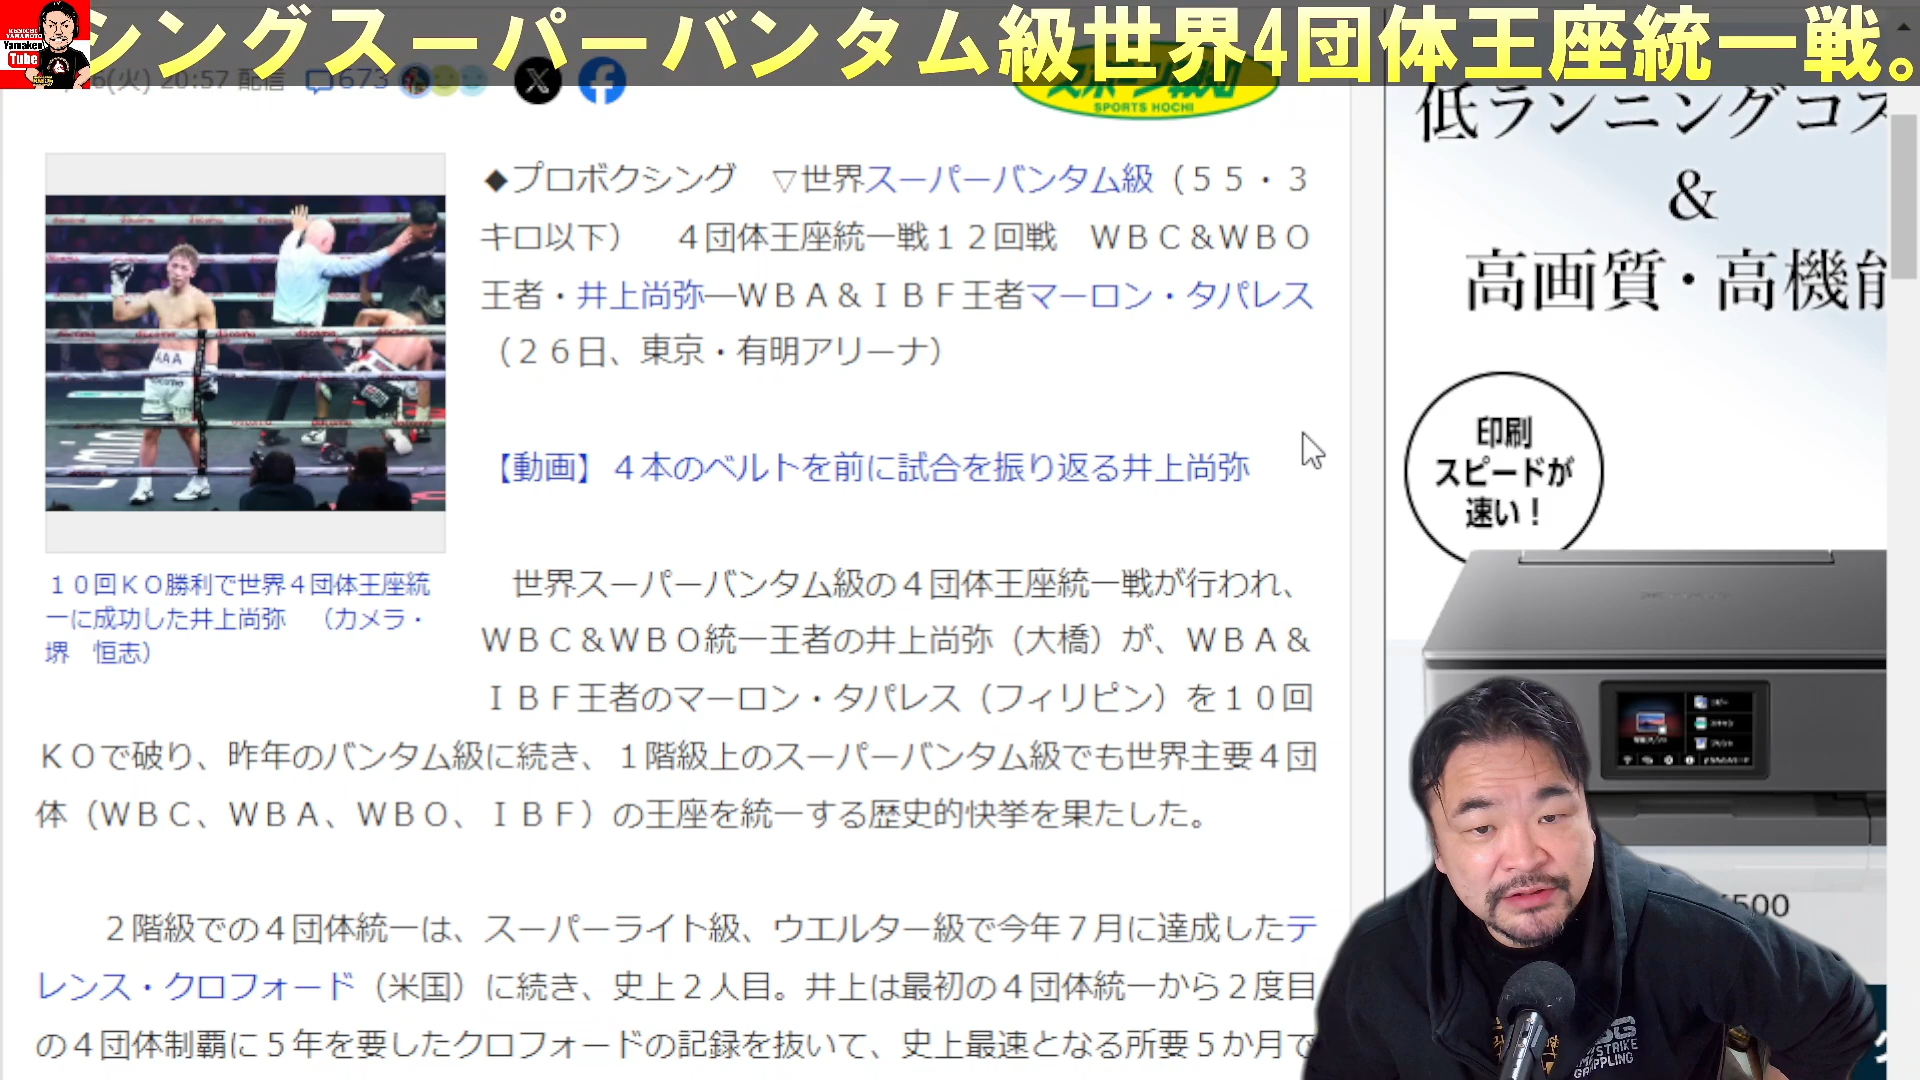 シングスーパーバンタム級世界4団体王座統一戦。
YAMAMOTO
Yamaken
Tube
6(火) 20:57 配信
673
SPORTS HOCHI
◆プロボクシング ▽世界スーパーバンタム級（５５・３
キロ以下） ４団体王座統一戦１２回戦 ＷＢＣ＆ＷＢＯ
王者・井上尚弥―ＷＢＡ＆ＩＢＦ王者マーロン・タパレス
（２６日、東京・有明アリーナ）
【動画】４本のベルトを前に試合を振り返る井上尚弥
１０回ＫＯ勝利で世界４団体王座統
一に成功した井上尚弥 （カメラ・
堺 恒志）
世界スーパーバンタム級の４団体王座統一戦が行われ、
ＷＢＣ＆ＷＢＯ統一王者の井上尚弥（大橋）が、ＷＢＡ＆
ＩＢＦ王者のマーロン・タパレス（フィリピン）を１０回
ＫＯで破り、昨年のバンタム級に続き、１階級上のスーパーバンタム級でも世界主要４団
体（ＷＢＣ、ＷＢＡ、ＷＢＯ、ＩＢＦ）の王座を統一する歴史的快挙を果たした。
２階級での４団体統一は、スーパーライト級、ウエルター級で今年７月に達成したテ
レンス・クロフォード（米国）に続き、史上２人目。井上は最初の４団体統一から２度目
の４団体制覇に５年を要したクロフォードの記録を抜いて、史上最速となる所要５か月で
低ランニングコス
&
高画質・高機能
印刷
スピードが
速い！
500
STRIKE
GRAPPLING